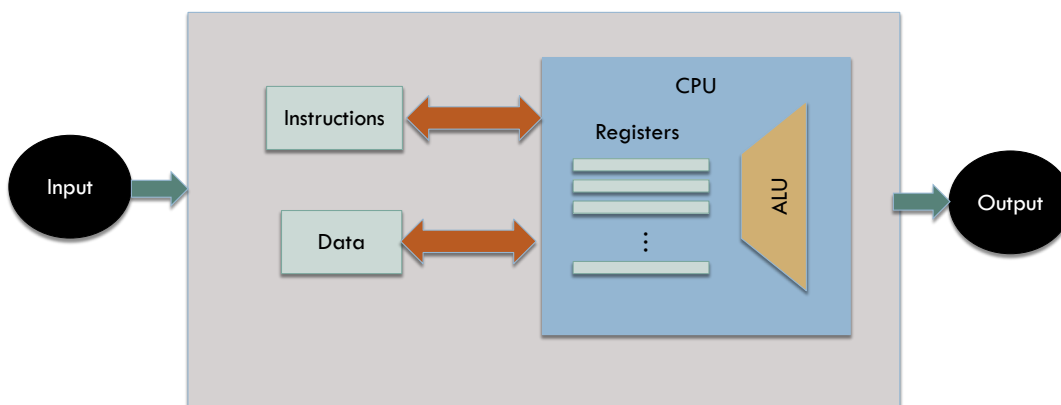 CPU
Instructions
Registers
Input
ALU
Output
Data
...